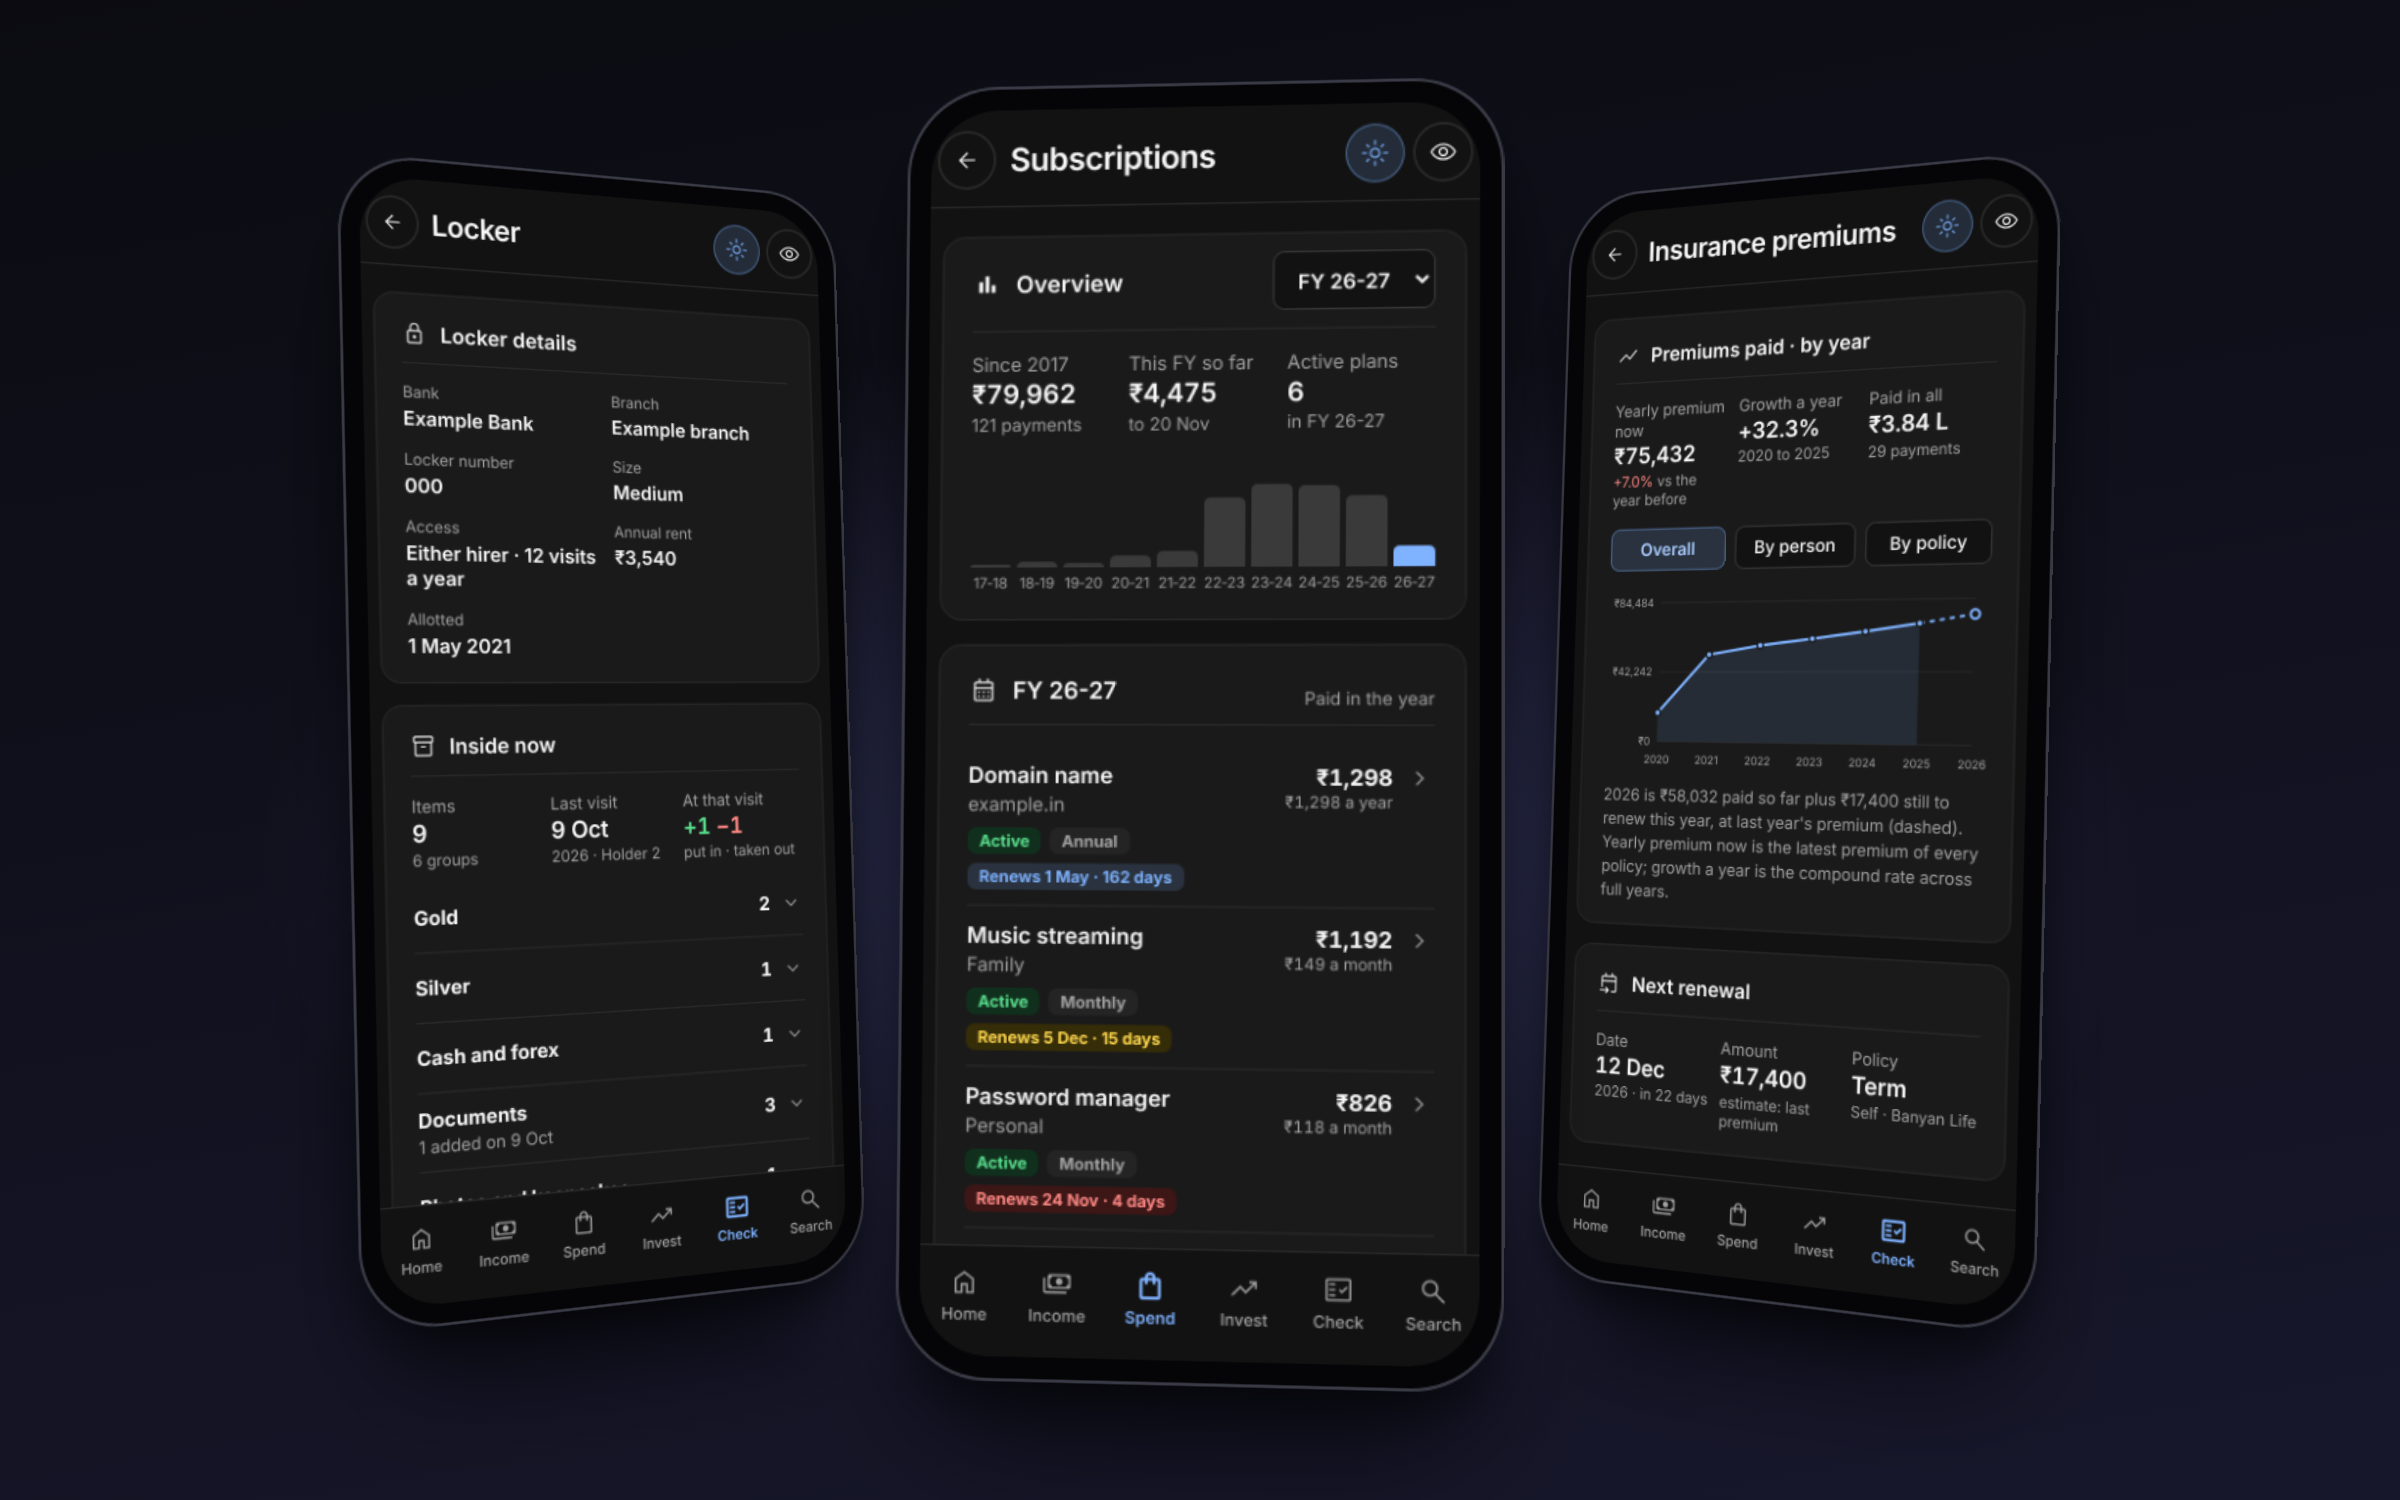 Locker
Locker details
Bank
Example Bank
Branch
Example branch
Locker number
000
Size
Medium
Access
Either hirer · 12 visits
a year
Annual rent
₹3,540
Allotted
1 May 2021
Inside now
Items
9
6 groups
Last visit
9 Oct
2026 · Holder 2
At that visit
+1 −1
put in · taken out
Gold
2
Silver
1
Cash and forex
1
Documents
3
1 added on 9 Oct
Home
Income
Spend
Invest
Check
Search
Subscriptions
Overview
FY 26-27
Since 2017
₹79,962
121 payments
This FY so far
₹4,475
to 20 Nov
Active plans
6
in FY 26-27
17-18 18-19 19-20 20-21 21-22 22-23 23-24 24-25 25-26 26-27
FY 26-27
Paid in the year
Domain name
₹1,298
example.in
₹1,298 a year
Active
Annual
Renews 1 May · 162 days
Music streaming
₹1,192
Family
₹149 a month
Active
Monthly
Renews 5 Dec · 15 days
Password manager
₹826
Personal
₹118 a month
Active
Monthly
Renews 24 Nov · 4 days
Home
Income
Spend
Invest
Check
Search
Insurance premiums
Premiums paid · by year
Yearly premium
now
₹75,432
+7.0% vs the
year before
Growth a year
+32.3%
2020 to 2025
Paid in all
₹3.84 L
29 payments
Overall
By person
By policy
₹84,484
₹42,242
₹0
2020 2021 2022 2023 2024 2025 2026
2026 is ₹58,032 paid so far plus ₹17,400 still to
renew this year, at last year's premium (dashed).
Yearly premium now is the latest premium of every
policy; growth a year is the compound rate across
full years.
Next renewal
Date
12 Dec
2026 · in 22 days
Amount
₹17,400
estimate: last
premium
Policy
Term
Self · Banyan Life
Home
Income
Spend
Invest
Check
Search